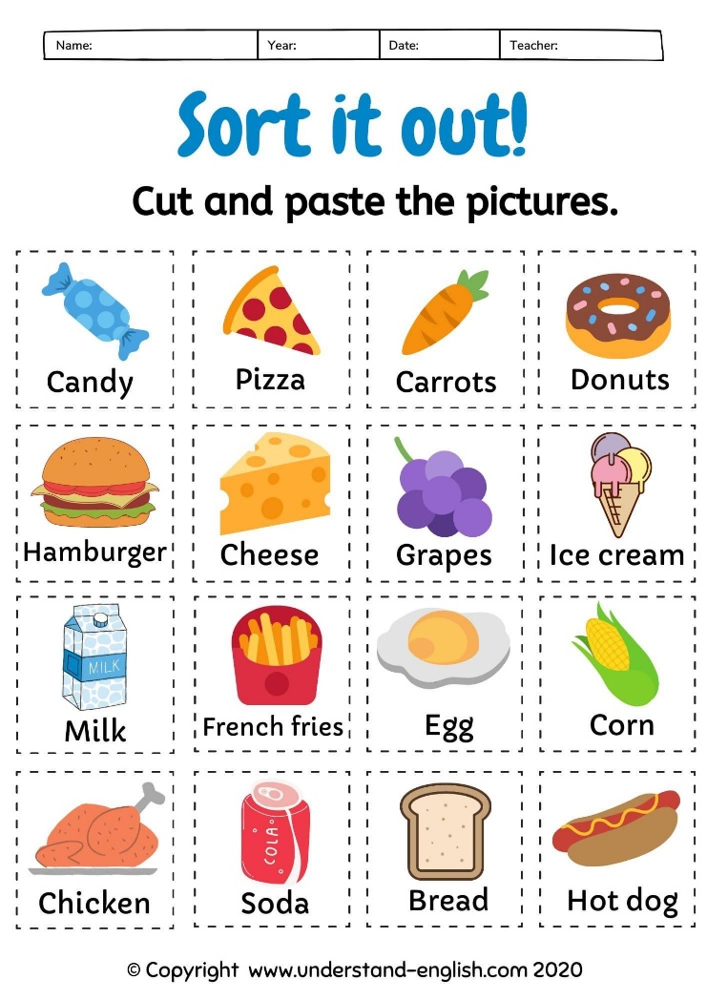 Name: Year: Date: Teacher:
Sort it out!
Cut and paste the pictures.
Candy Pizza Carrots Donuts
Hamburger Cheese Grapes Ice cream
MILK
Milk French fries Egg Corn
COLA
Chicken Soda Bread Hot dog
© Copyright www.understand-english.com 2020